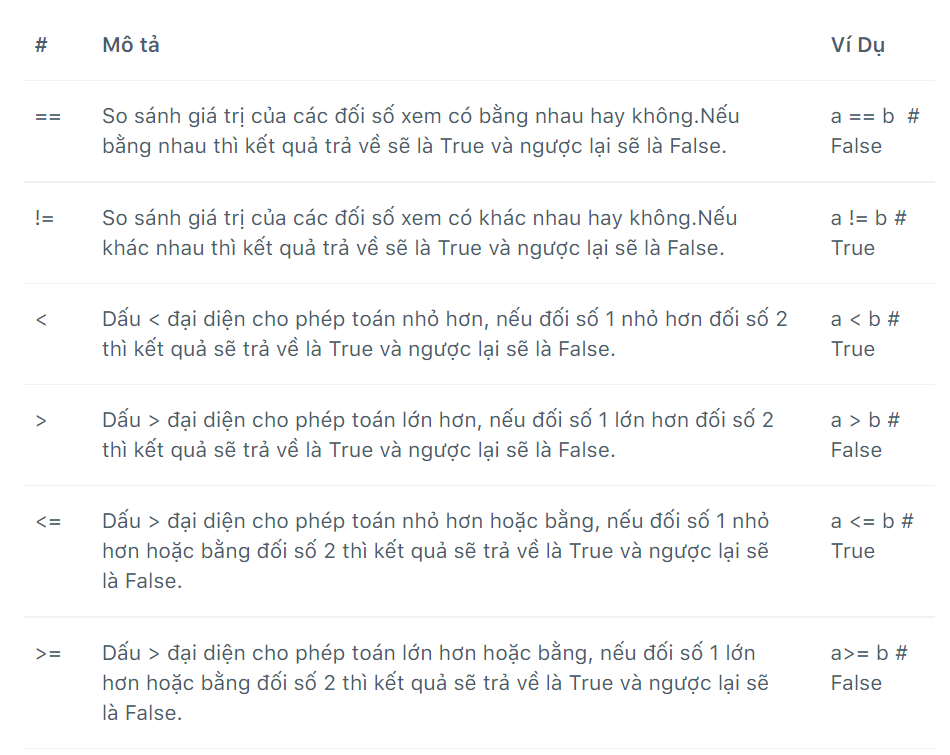 # Mô tả Ví Dụ
== So sánh giá trị của các đối số xem có bằng nhau hay không.Nếu a == b #
bằng nhau thì kết quả trả về sẽ là True và ngược lại sẽ là False. False
!= So sánh giá trị của các đối số xem có khác nhau hay không.Nếu a != b #
khác nhau thì kết quả trả về sẽ là True và ngược lại sẽ là False. True
< Dấu < đại diện cho phép toán nhỏ hơn, nếu đối số 1 nhỏ hơn đối số 2 a < b #
thì kết quả sẽ trả về là True và ngược lại sẽ là False. True
> Dấu > đại diện cho phép toán lớn hơn, nếu đối số 1 lớn hơn đối số 2 a > b #
thì kết quả sẽ trả về là True và ngược lại sẽ là False. False
<= Dấu > đại diện cho phép toán nhỏ hơn hoặc bằng, nếu đối số 1 nhỏ a <= b #
hơn hoặc bằng đối số 2 thì kết quả sẽ trả về là True và ngược lại sẽ True
là False.
>= Dấu > đại diện cho phép toán lớn hơn hoặc bằng, nếu đối số 1 lớn a>= b #
hơn hoặc bằng đối số 2 thì kết quả sẽ trả về là True và ngược lại sẽ False
là False.